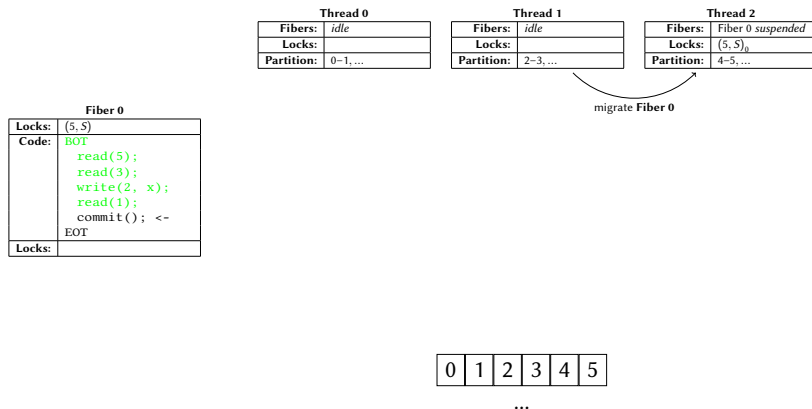 Thread 0
Fibers: idle
Locks:
Partition: 0–1, ...
Thread 1
Fibers: idle
Locks:
Partition: 2–3, ...
Thread 2
Fibers: Fiber 0 suspended
Locks: (5, S)₀
Partition: 4–5, ...
migrate Fiber 0
Fiber 0
Locks: (5, S)
Code: BOT
read(5);
read(3);
write(2, x);
read(1);
commit(); <-
EOT
Locks:
0 1 2 3 4 5
...